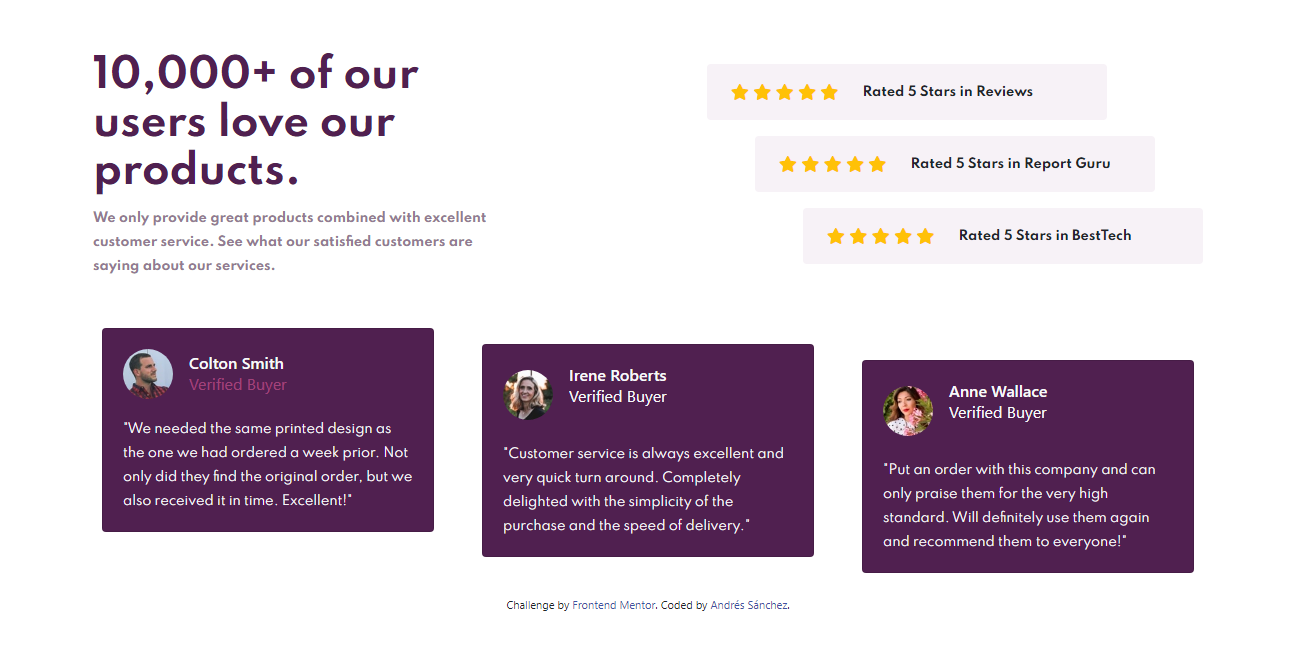 10,000+ of our
users love our
products.
We only provide great products combined with excellent
customer service. See what our satisfied customers are
saying about our services.
Rated 5 Stars in Reviews
Rated 5 Stars in Report Guru
Rated 5 Stars in BestTech
Colton Smith
Verified Buyer
"We needed the same printed design as
the one we had ordered a week prior. Not
only did they find the original order, but we
also received it in time. Excellent!"
Irene Roberts
Verified Buyer
"Customer service is always excellent and
very quick turn around. Completely
delighted with the simplicity of the
purchase and the speed of delivery."
Anne Wallace
Verified Buyer
"Put an order with this company and can
only praise them for the very high
standard. Will definitely use them again
and recommend them to everyone!"
Challenge by Frontend Mentor. Coded by Andrés Sánchez.